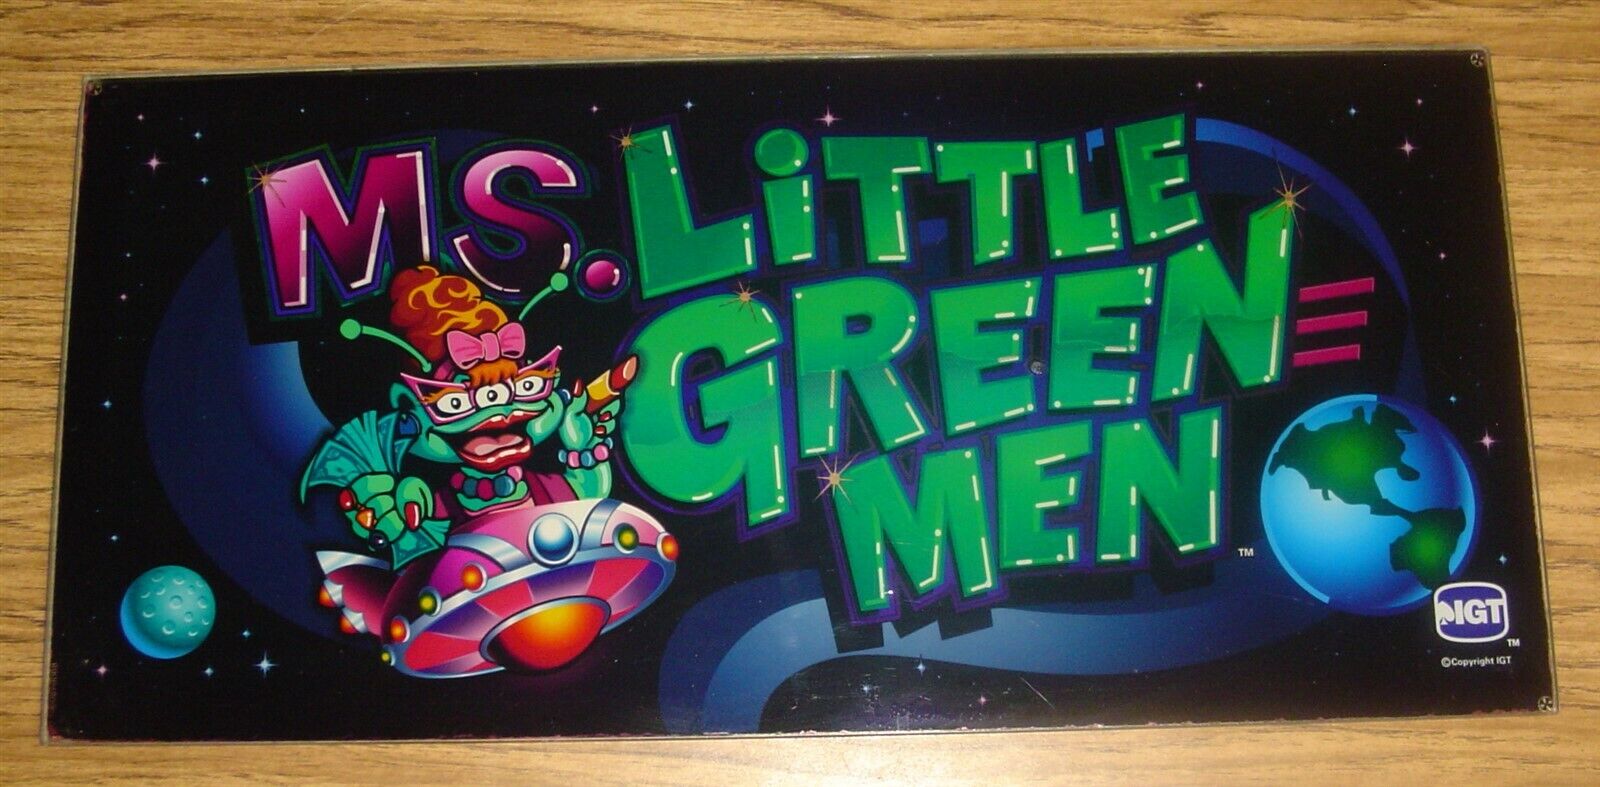 MS. LiTTLE
GREEN
MEN
TM
IGT
TM
©Copyright IGT